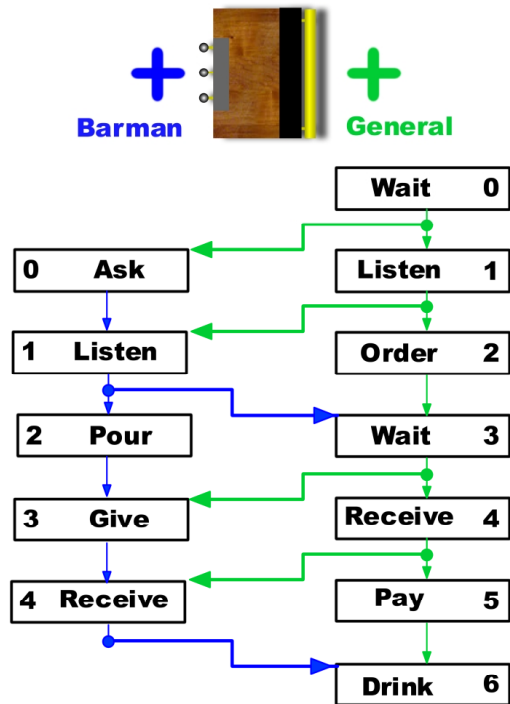 Barman General
Wait 0
0 Ask
Listen 1
1 Listen
Order 2
2 Pour
Wait 3
3 Give
Receive 4
4 Receive
Pay 5
Drink 6